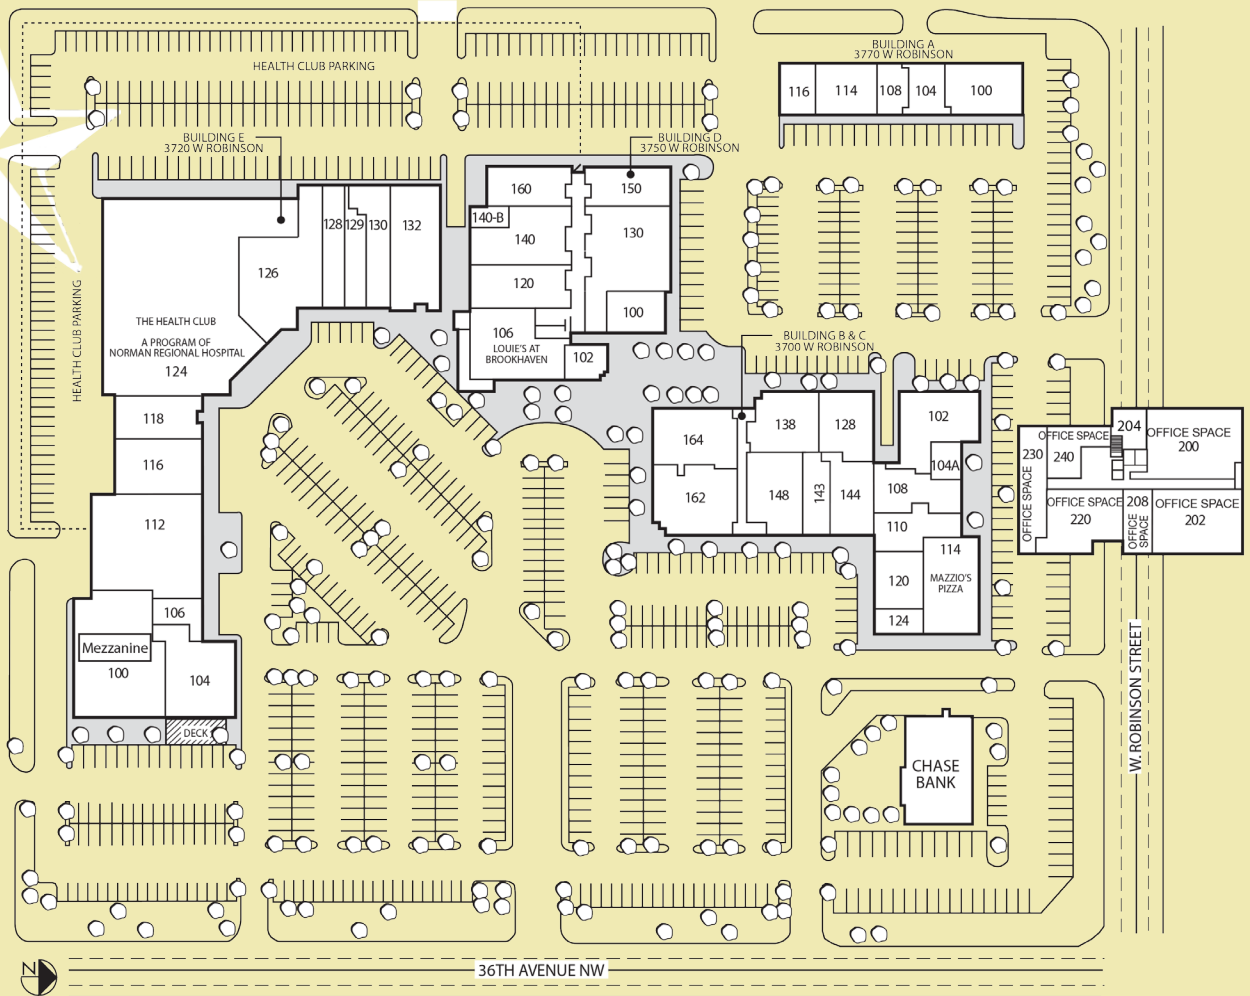 BUILDING A
3770 W ROBINSON
116
114
108
104
100
HEALTH CLUB PARKING
BUILDING E
3720 W ROBINSON
BUILDING D
3750 W ROBINSON
HEALTH CLUB PARKING
126
128
129
130
132
THE HEALTH CLUB
A PROGRAM OF
NORMAN REGIONAL HOSPITAL
124
118
116
112
106
Mezzanine
100
104
DECK
160
150
140-B
140
130
120
100
106
LOUIE'S AT
BROOKHAVEN
102
BUILDING B & C
3700 W ROBINSON
164
138
128
102
104A
162
148
143
144
108
110
114
MAZZIO'S
PIZZA
120
124
204
OFFICE SPACE
200
OFFICE SPACE
240
230
OFFICE SPACE
OFFICE SPACE
220
208
OFFICE
SPACE
OFFICE SPACE
202
CHASE
BANK
W. ROBINSON STREET
36TH AVENUE NW
N